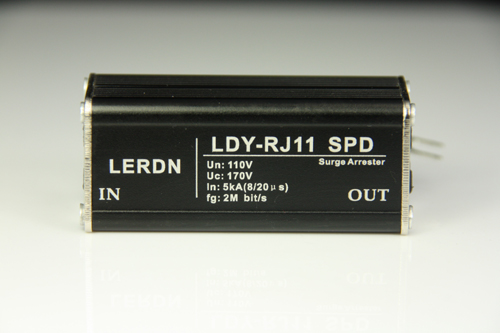 LERDN
LDY-RJ11 SPD
Surge Arrester
Un: 110V
Uc: 170V
In: 5kA(8/20μs)
fg: 2M bit/s
IN
OUT